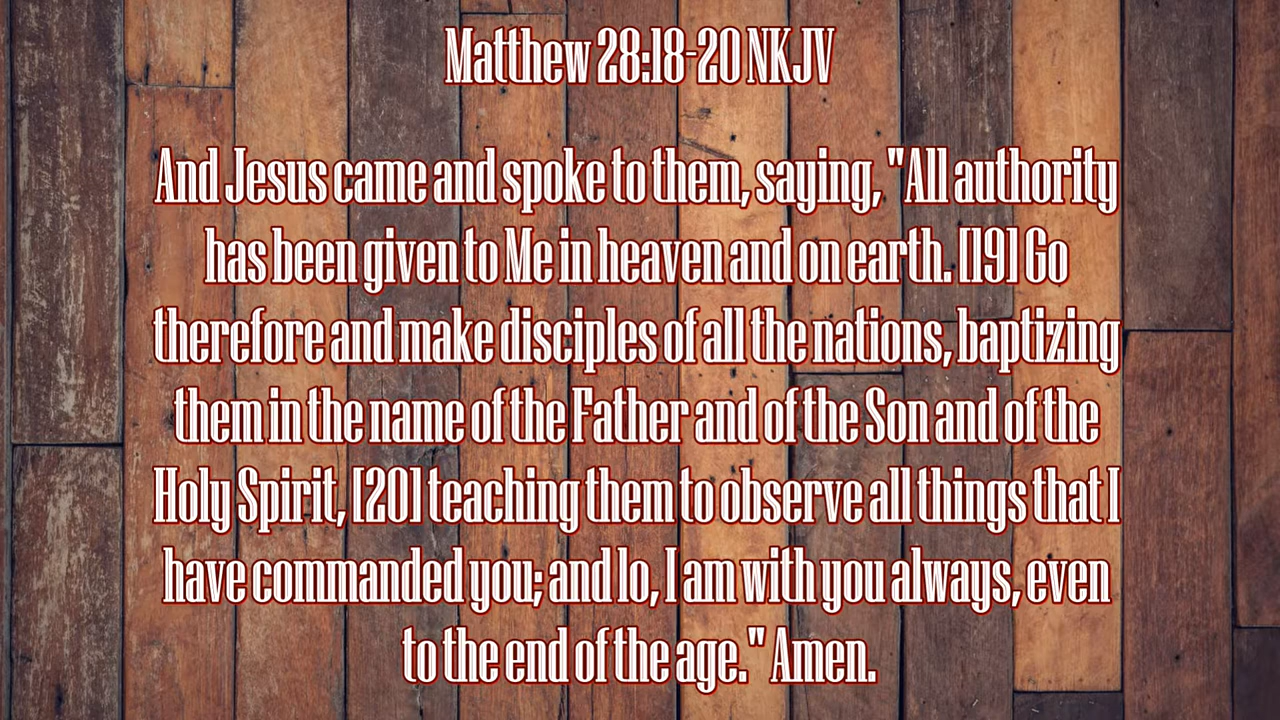 Matthew 28:18-20 NKJV
And Jesus came and spoke to them, saying, "All authority
has been given to Me in heaven and on earth. [19] Go
therefore and make disciples of all the nations, baptizing
them in the name of the Father and of the Son and of the
Holy Spirit, [20] teaching them to observe all things that I
have commanded you; and lo, I am with you always, even
to the end of the age." Amen.